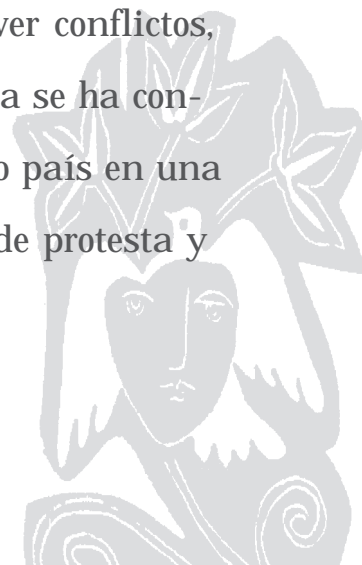 ver conflictos,
a se ha con-
o país en una
de protesta y